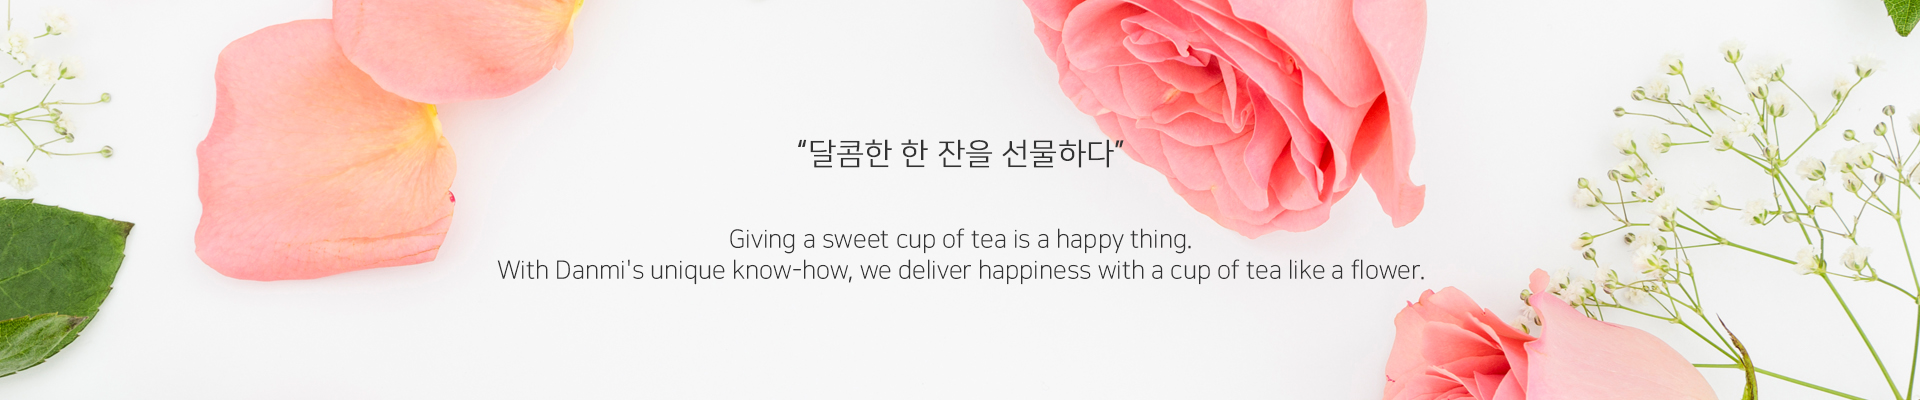 “달콤한 한 잔을 선물하다”
Giving a sweet cup of tea is a happy thing.
With Danmi's unique know-how, we deliver happiness with a cup of tea like a flower.